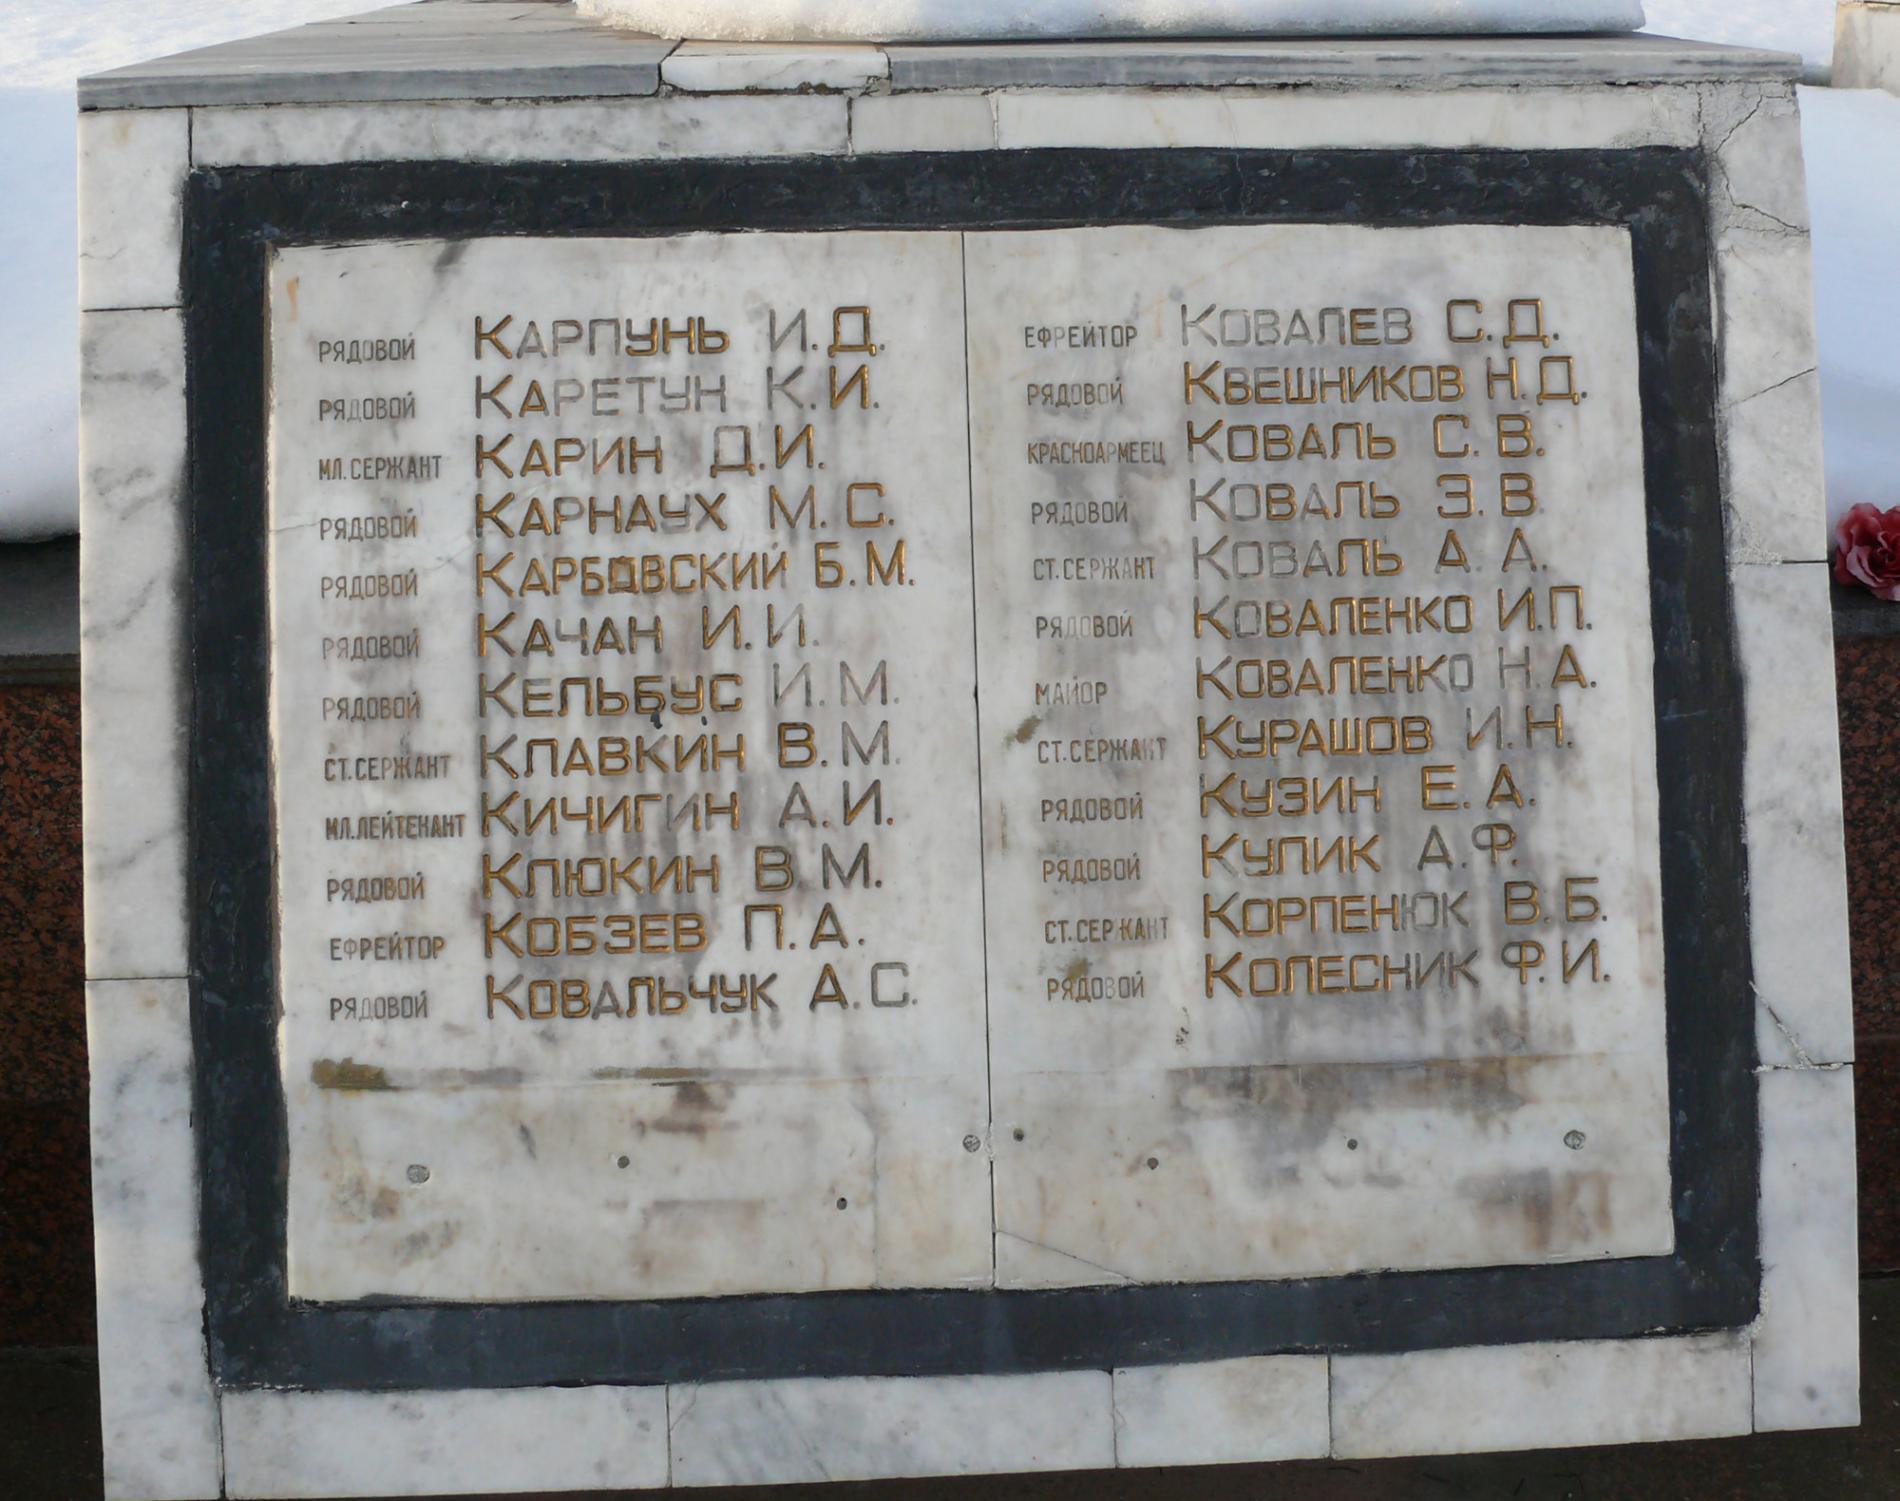 РЯДОВОЙ КАРПУНЬ И.Д.
РЯДОВОЙ КАРЕТУН К.И.
МЛ.СЕРЖАНТ КАРИН Д.И.
РЯДОВОЙ КАРНАУХ М.С.
РЯДОВОЙ КАРБОВСКИЙ Б.М.
РЯДОВОЙ КАЧАН И.И.
РЯДОВОЙ КЕЛЬБУС И.М.
СТ.СЕРЖАНТ КЛАВКИН В.М.
МЛ.ЛЕЙТЕНАНТ КИЧИГИН А.И.
РЯДОВОЙ КЛЮКИН В.М.
ЕФРЕЙТОР КОБЗЕВ П.А.
РЯДОВОЙ КОВАЛЬЧУК А.С.
ЕФРЕЙТОР КОВАЛЕВ С.Д.
РЯДОВОЙ КВЕШНИКОВ Н.Д.
КРАСНОАРМЕЕЦ КОВАЛЬ С.В.
РЯДОВОЙ КОВАЛЬ З.В.
СТ.СЕРЖАНТ КОВАЛЬ А.А.
РЯДОВОЙ КОВАЛЕНКО И.П.
МАЙОР КОВАЛЕНКО Н.А.
СТ.СЕРЖАНТ КУРАШОВ И.Н.
РЯДОВОЙ КУЗИН Е.А.
РЯДОВОЙ КУЛИК А.Ф.
СТ.СЕРЖАНТ КОРПЕНЮК В.Б.
РЯДОВОЙ КОЛЕСНИК Ф.И.